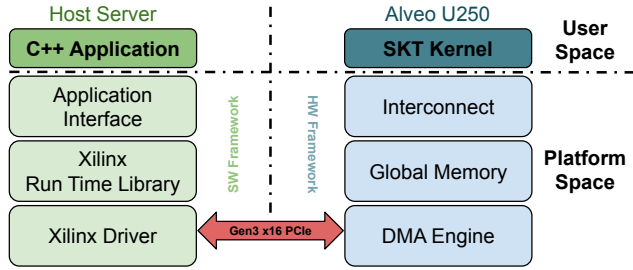 Host Server
Alveo U250
C++ Application
SKT Kernel
User
Space
Application
Interface
SW Framework
HW Framework
Interconnect
Xilinx
Run Time Library
Global Memory
Platform
Space
Xilinx Driver
Gen3 x16 PCIe
DMA Engine